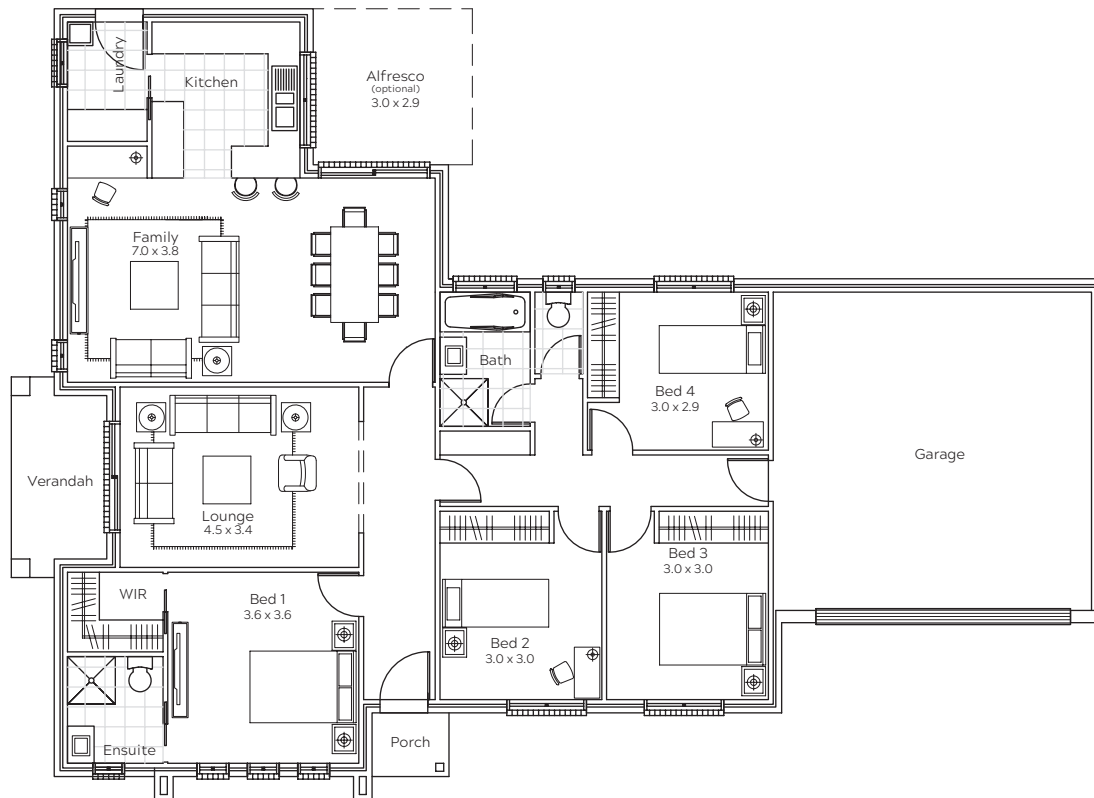 Laundry
Kitchen
Alfresco
(optional)
3.0 x 2.9
Family
7.0 x 3.8
Bath
Bed 4
3.0 x 2.9
Garage
Verandah
Lounge
4.5 x 3.4
Bed 3
3.0 x 3.0
WIR
Bed 1
3.6 x 3.6
Bed 2
3.0 x 3.0
Ensuite
Porch